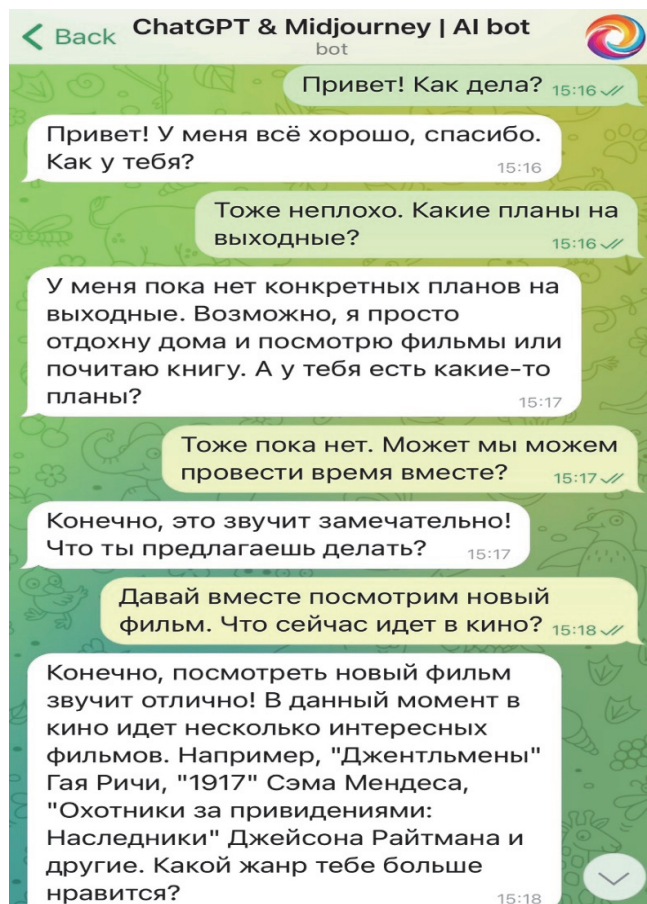 Back
ChatGPT & Midjourney | AI bot
bot
Привет! Как дела? 15:16
Привет! У меня всё хорошо, спасибо.
Как у тебя? 15:16
Тоже неплохо. Какие планы на
выходные? 15:16
У меня пока нет конкретных планов на
выходные. Возможно, я просто
отдохну дома и посмотрю фильмы или
почитаю книгу. А у тебя есть какие-то
планы? 15:17
Тоже пока нет. Может мы можем
провести время вместе? 15:17
Конечно, это звучит замечательно!
Что ты предлагаешь делать? 15:17
Давай вместе посмотрим новый
фильм. Что сейчас идет в кино? 15:18
Конечно, посмотреть новый фильм
звучит отлично! В данный момент в
кино идет несколько интересных
фильмов. Например, "Джентльмены"
Гая Ричи, "1917" Сэма Мендеса,
"Охотники за привидениями:
Наследники" Джейсона Райтмана и
другие. Какой жанр тебе больше
нравится? 15:18